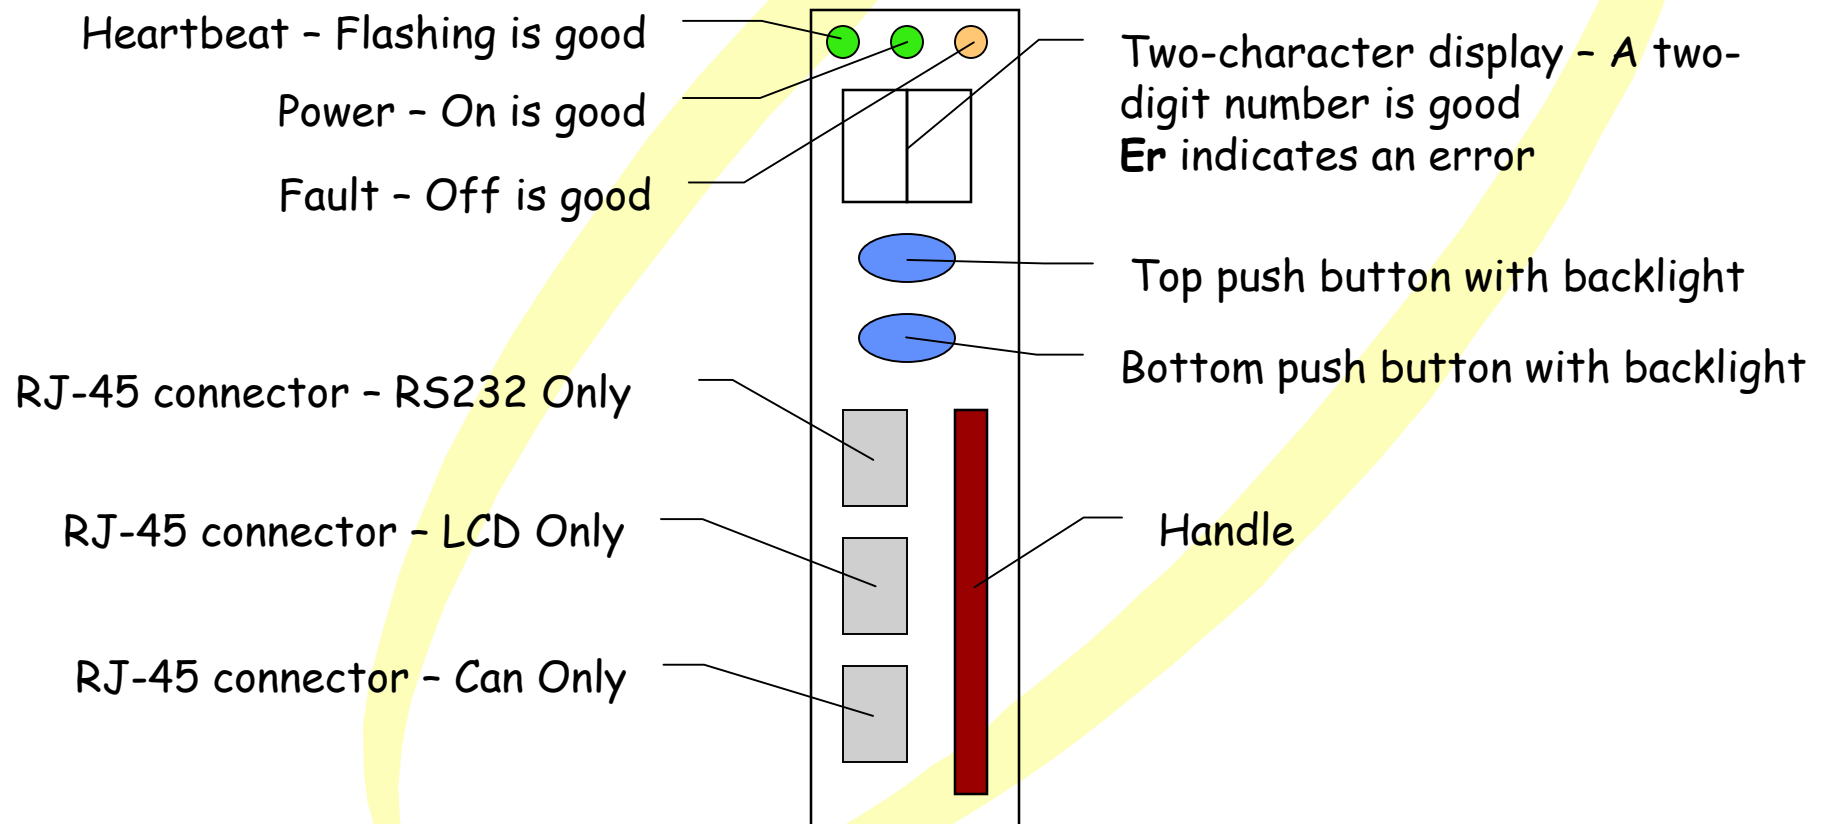 Heartbeat – Flashing is good
Power – On is good
Fault – Off is good
Two-character display – A two-
digit number is good
Er indicates an error
Top push button with backlight
Bottom push button with backlight
RJ-45 connector – RS232 Only
RJ-45 connector – LCD Only
Handle
RJ-45 connector – Can Only